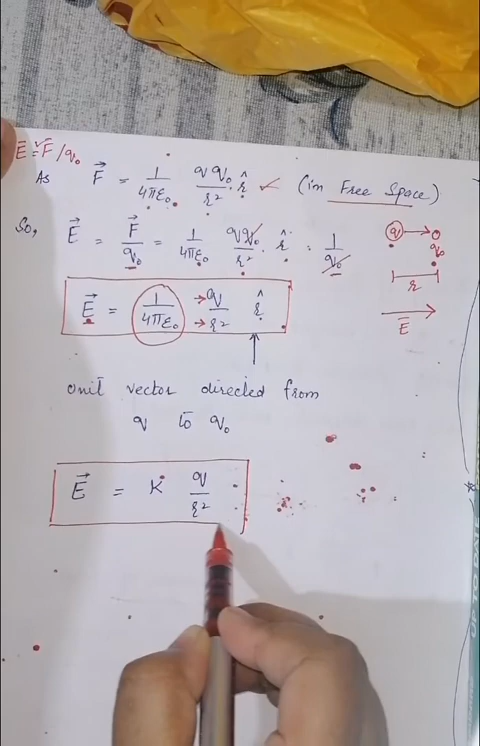 E⃗ = F⃗ / q₀
As F⃗ = 1/4πε₀ qq₀/r² . r̂ ✓ (in Free Space)
So, E⃗ = F⃗/q₀ = 1/4πε₀ qq₀/r² . r̂ . 1/q₀
q → q₀
r
E⃗
E⃗ = 1/4πε₀ q/r² r̂
unit vector directed from
q to q₀
E⃗ = K q/r²